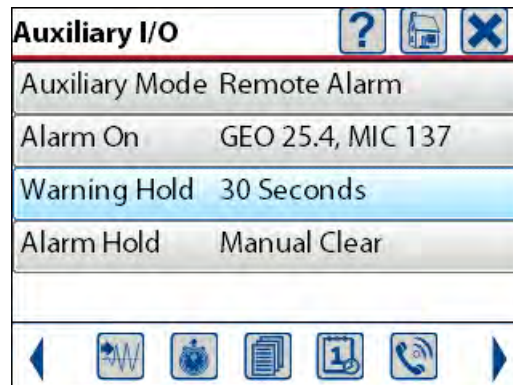 Auxiliary I/O ?
Auxiliary Mode Remote Alarm
Alarm On GEO 25.4, MIC 137
Warning Hold 30 Seconds
Alarm Hold Manual Clear
1